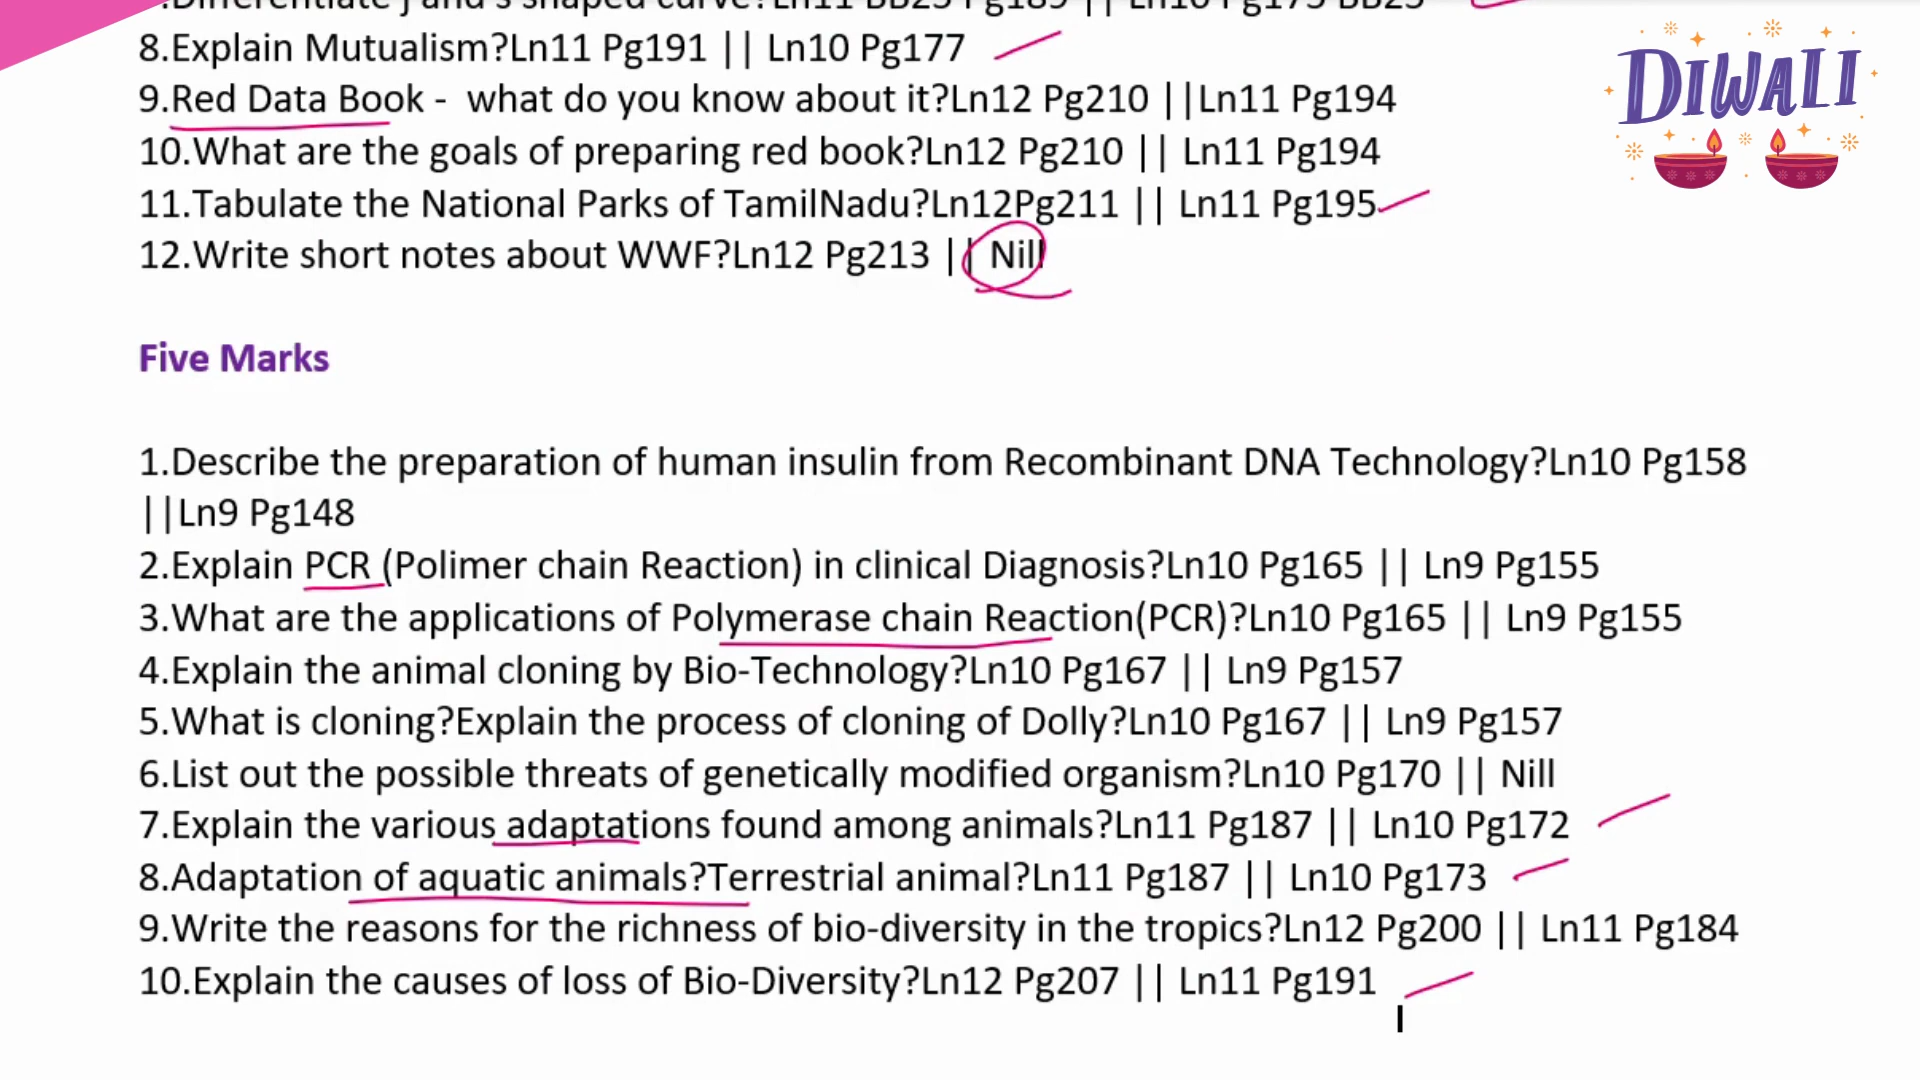 .Differentiate J and s shaped curve?Ln11 BB25 Pg189 || Ln10 Pg175 BB25
8.Explain Mutualism?Ln11 Pg191 || Ln10 Pg177
9.Red Data Book - what do you know about it?Ln12 Pg210 ||Ln11 Pg194
10.What are the goals of preparing red book?Ln12 Pg210 || Ln11 Pg194
11.Tabulate the National Parks of TamilNadu?Ln12Pg211 || Ln11 Pg195
12.Write short notes about WWF?Ln12 Pg213 || Nill
DIWALI
Five Marks
1.Describe the preparation of human insulin from Recombinant DNA Technology?Ln10 Pg158
||Ln9 Pg148
2.Explain PCR (Polimer chain Reaction) in clinical Diagnosis?Ln10 Pg165 || Ln9 Pg155
3.What are the applications of Polymerase chain Reaction(PCR)?Ln10 Pg165 || Ln9 Pg155
4.Explain the animal cloning by Bio-Technology?Ln10 Pg167 || Ln9 Pg157
5.What is cloning?Explain the process of cloning of Dolly?Ln10 Pg167 || Ln9 Pg157
6.List out the possible threats of genetically modified organism?Ln10 Pg170 || Nill
7.Explain the various adaptations found among animals?Ln11 Pg187 || Ln10 Pg172
8.Adaptation of aquatic animals?Terrestrial animal?Ln11 Pg187 || Ln10 Pg173
9.Write the reasons for the richness of bio-diversity in the tropics?Ln12 Pg200 || Ln11 Pg184
10.Explain the causes of loss of Bio-Diversity?Ln12 Pg207 || Ln11 Pg191